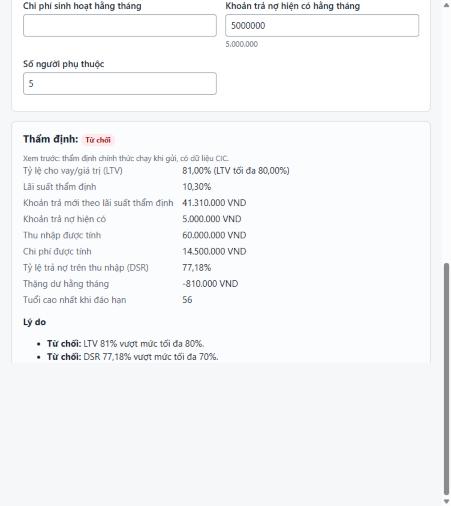 Chi phí sinh hoạt hằng tháng
Khoản trả nợ hiện có hằng tháng
5000000
5.000.000
Số người phụ thuộc
5
Thẩm định: Từ chối
Xem trước: thẩm định chính thức chạy khi gửi, có dữ liệu CIC.
Tỷ lệ cho vay/giá trị (LTV) 81,00% (LTV tối đa 80,00%)
Lãi suất thẩm định 10,30%
Khoản trả mới theo lãi suất thẩm định 41.310.000 VND
Khoản trả nợ hiện có 5.000.000 VND
Thu nhập được tính 60.000.000 VND
Chi phí được tính 14.500.000 VND
Tỷ lệ trả nợ trên thu nhập (DSR) 77,18%
Thặng dư hằng tháng -810.000 VND
Tuổi cao nhất khi đáo hạn 56
Lý do
Từ chối: LTV 81% vượt mức tối đa 80%.
Từ chối: DSR 77,18% vượt mức tối đa 70%.